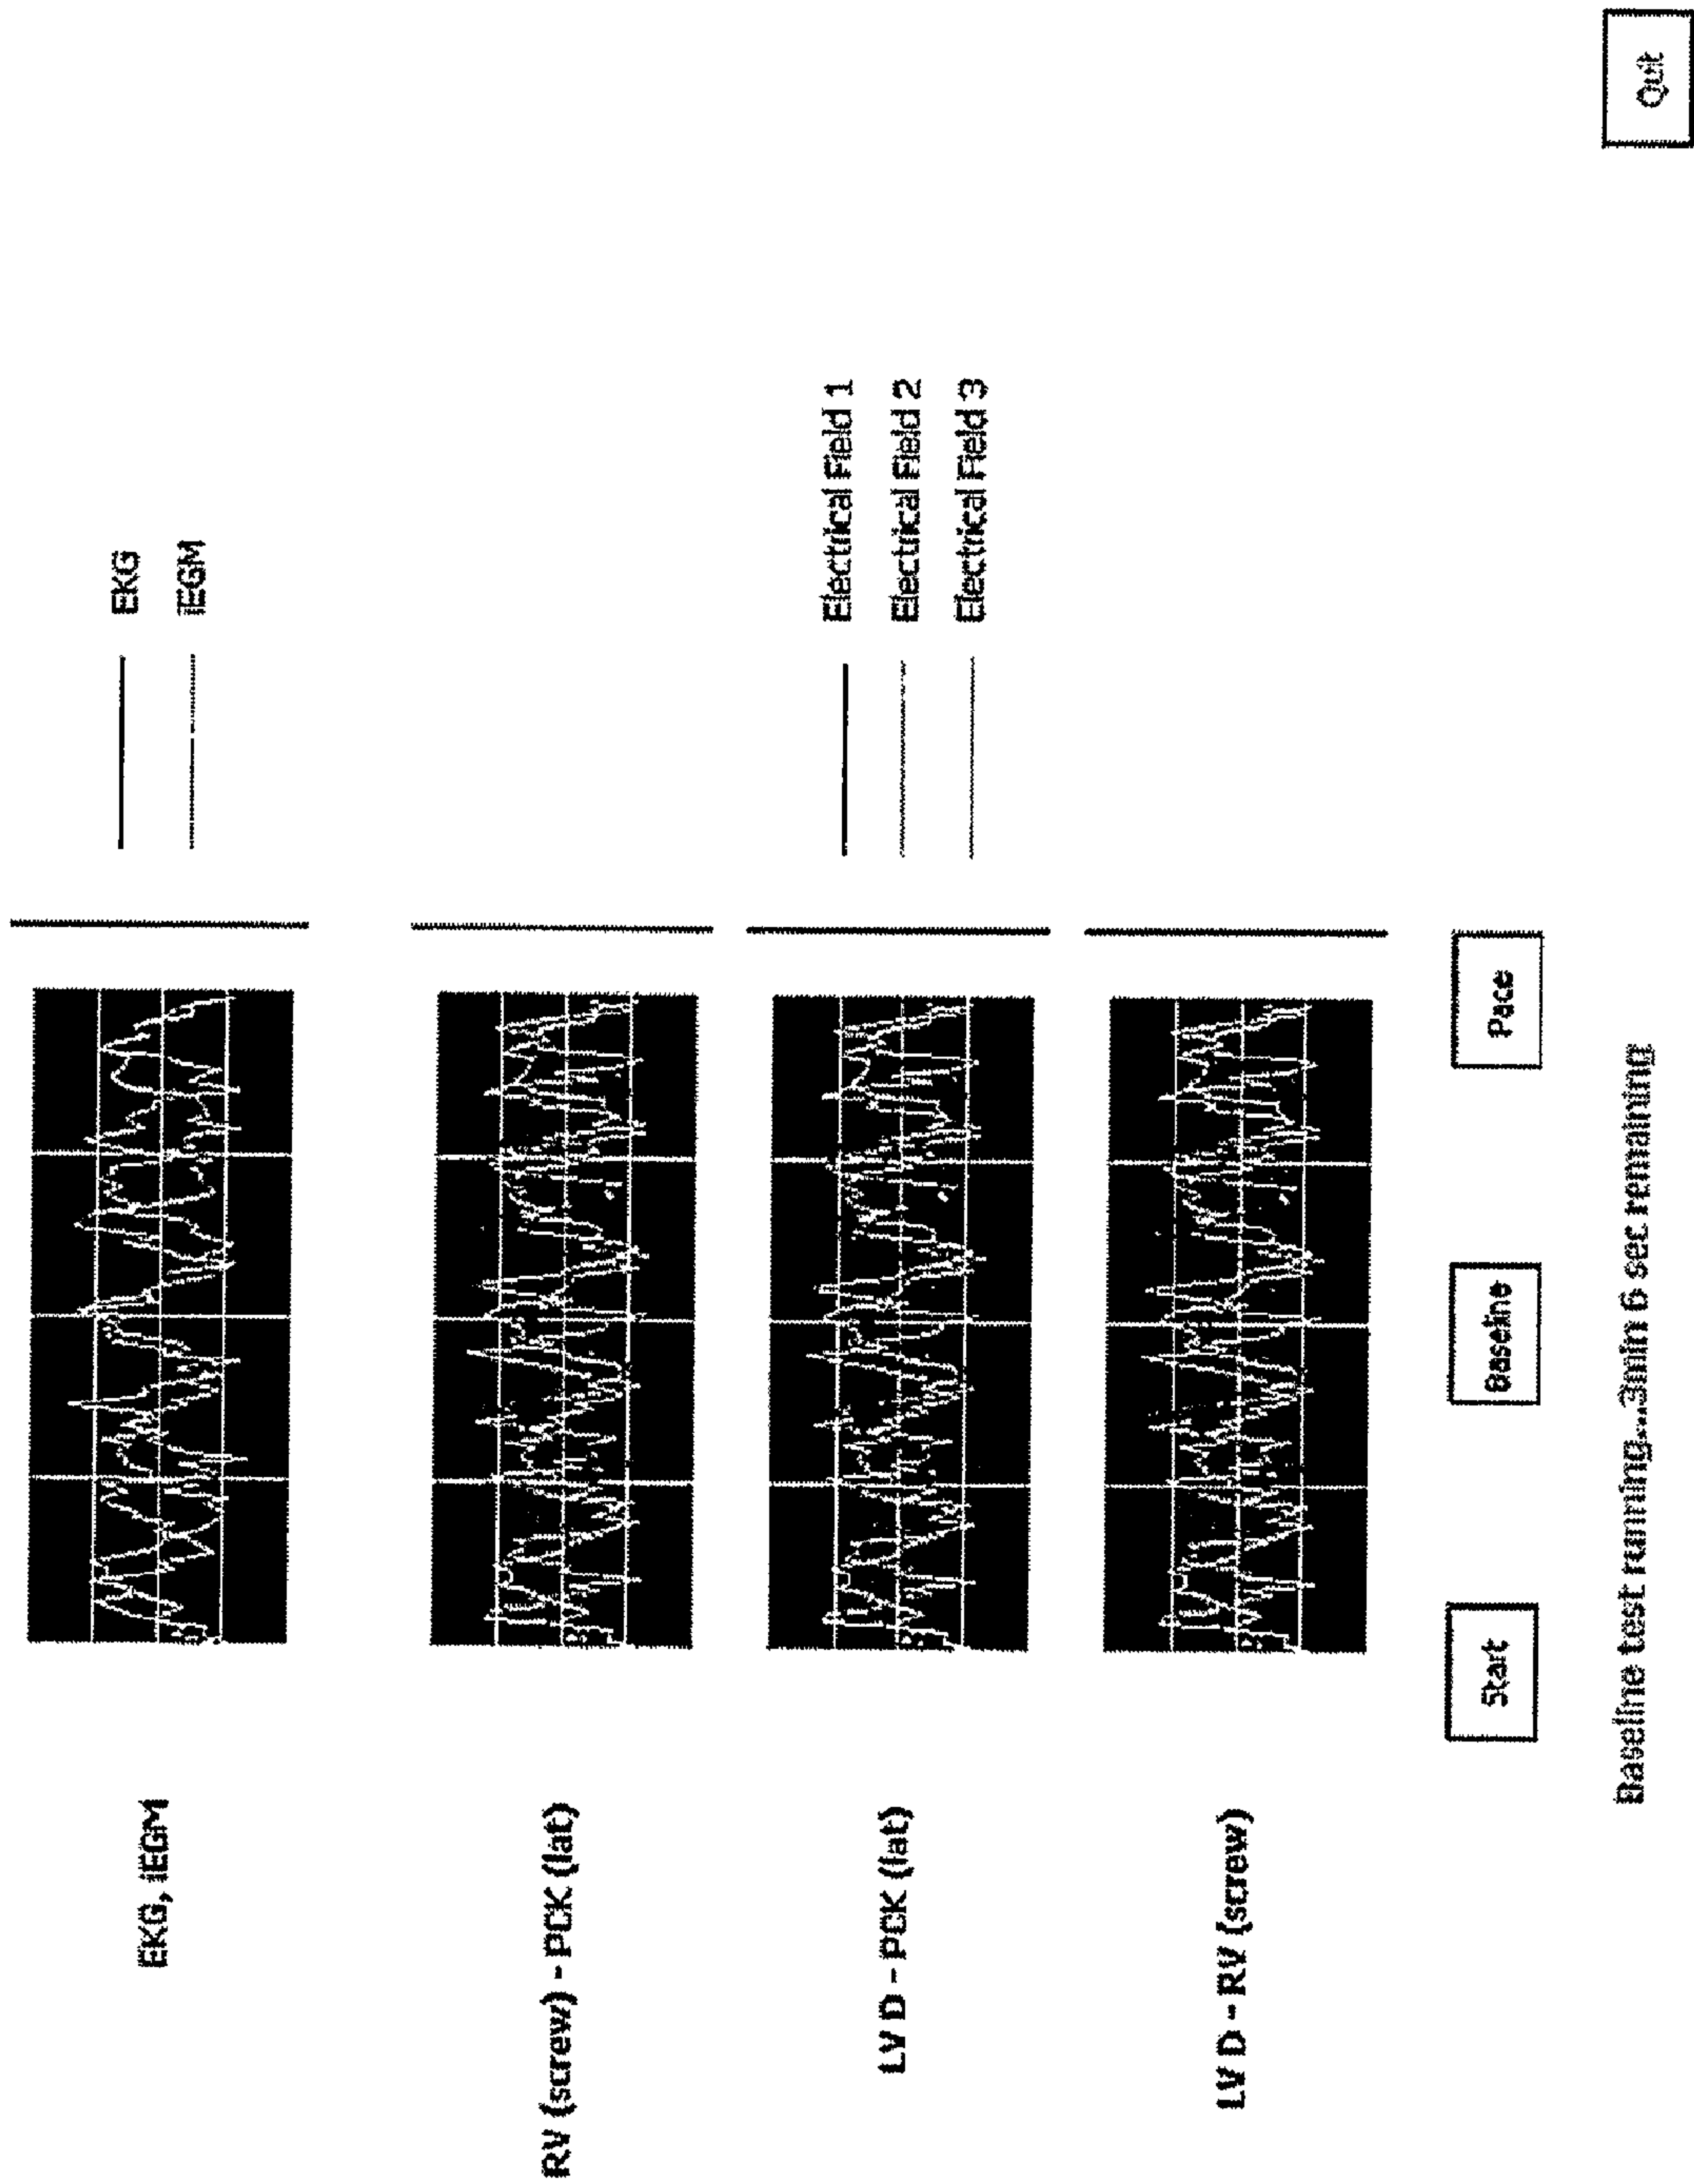 EKG, iEGM
EKG
iEGM
RV (screw) - PCK (lat)
LV D - PCK (lat)
Electrical Field 1
Electrical Field 2
Electrical Field 3
LV D - RV (screw)
Start
Baseline
Pace
Baseline test running...3min 6 sec remaining
Quit